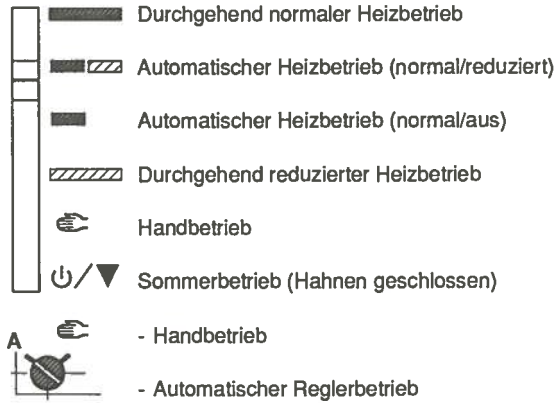 Durchgehend normaler Heizbetrieb
Automatischer Heizbetrieb (normal/reduziert)
Automatischer Heizbetrieb (normal/aus)
Durchgehend reduzierter Heizbetrieb
Handbetrieb
Sommerbetrieb (Hahnen geschlossen)
- Handbetrieb
A
- Automatischer Reglerbetrieb